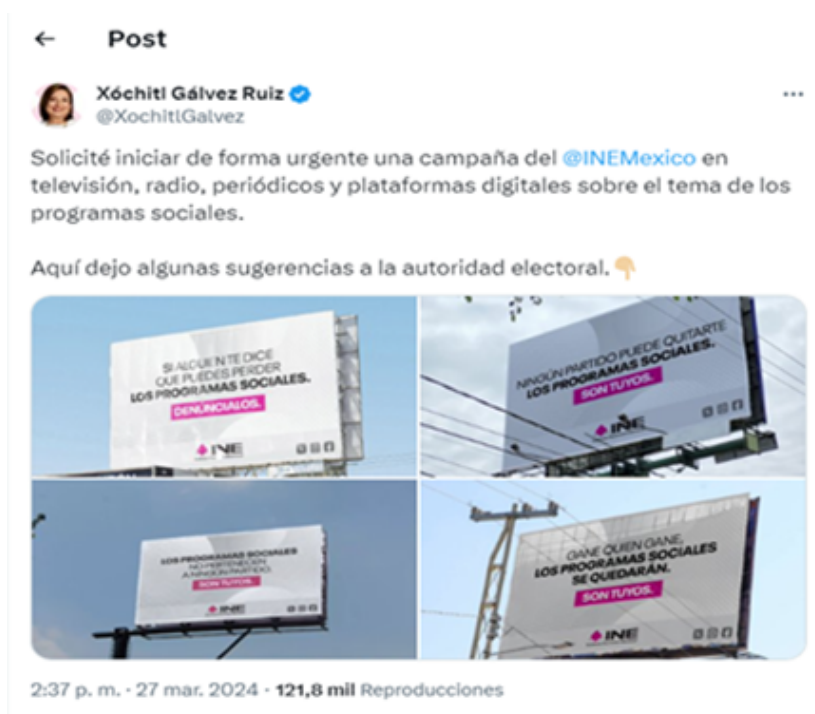 Post
Xóchitl Gálvez Ruiz
@XochitlGalvez
Solicité iniciar de forma urgente una campaña del @INEMexico en
televisión, radio, periódicos y plataformas digitales sobre el tema de los
programas sociales.
Aquí dejo algunas sugerencias a la autoridad electoral.
SI ALGUIEN TE DICE
QUE PUEDES PERDER
LOS PROGRAMAS SOCIALES.
DENÚNCIALOS.
INE
NINGÚN PARTIDO PUEDE QUITARTE
LOS PROGRAMAS SOCIALES.
SON TUYOS.
INE
LOS PROGRAMAS SOCIALES
NO PERTENECEN
A NINGÚN PARTIDO.
SON TUYOS.
INE
GANE QUIEN GANE,
LOS PROGRAMAS SOCIALES
SE QUEDARÁN.
SON TUYOS.
INE
2:37 p. m. · 27 mar. 2024 · 121,8 mil Reproducciones